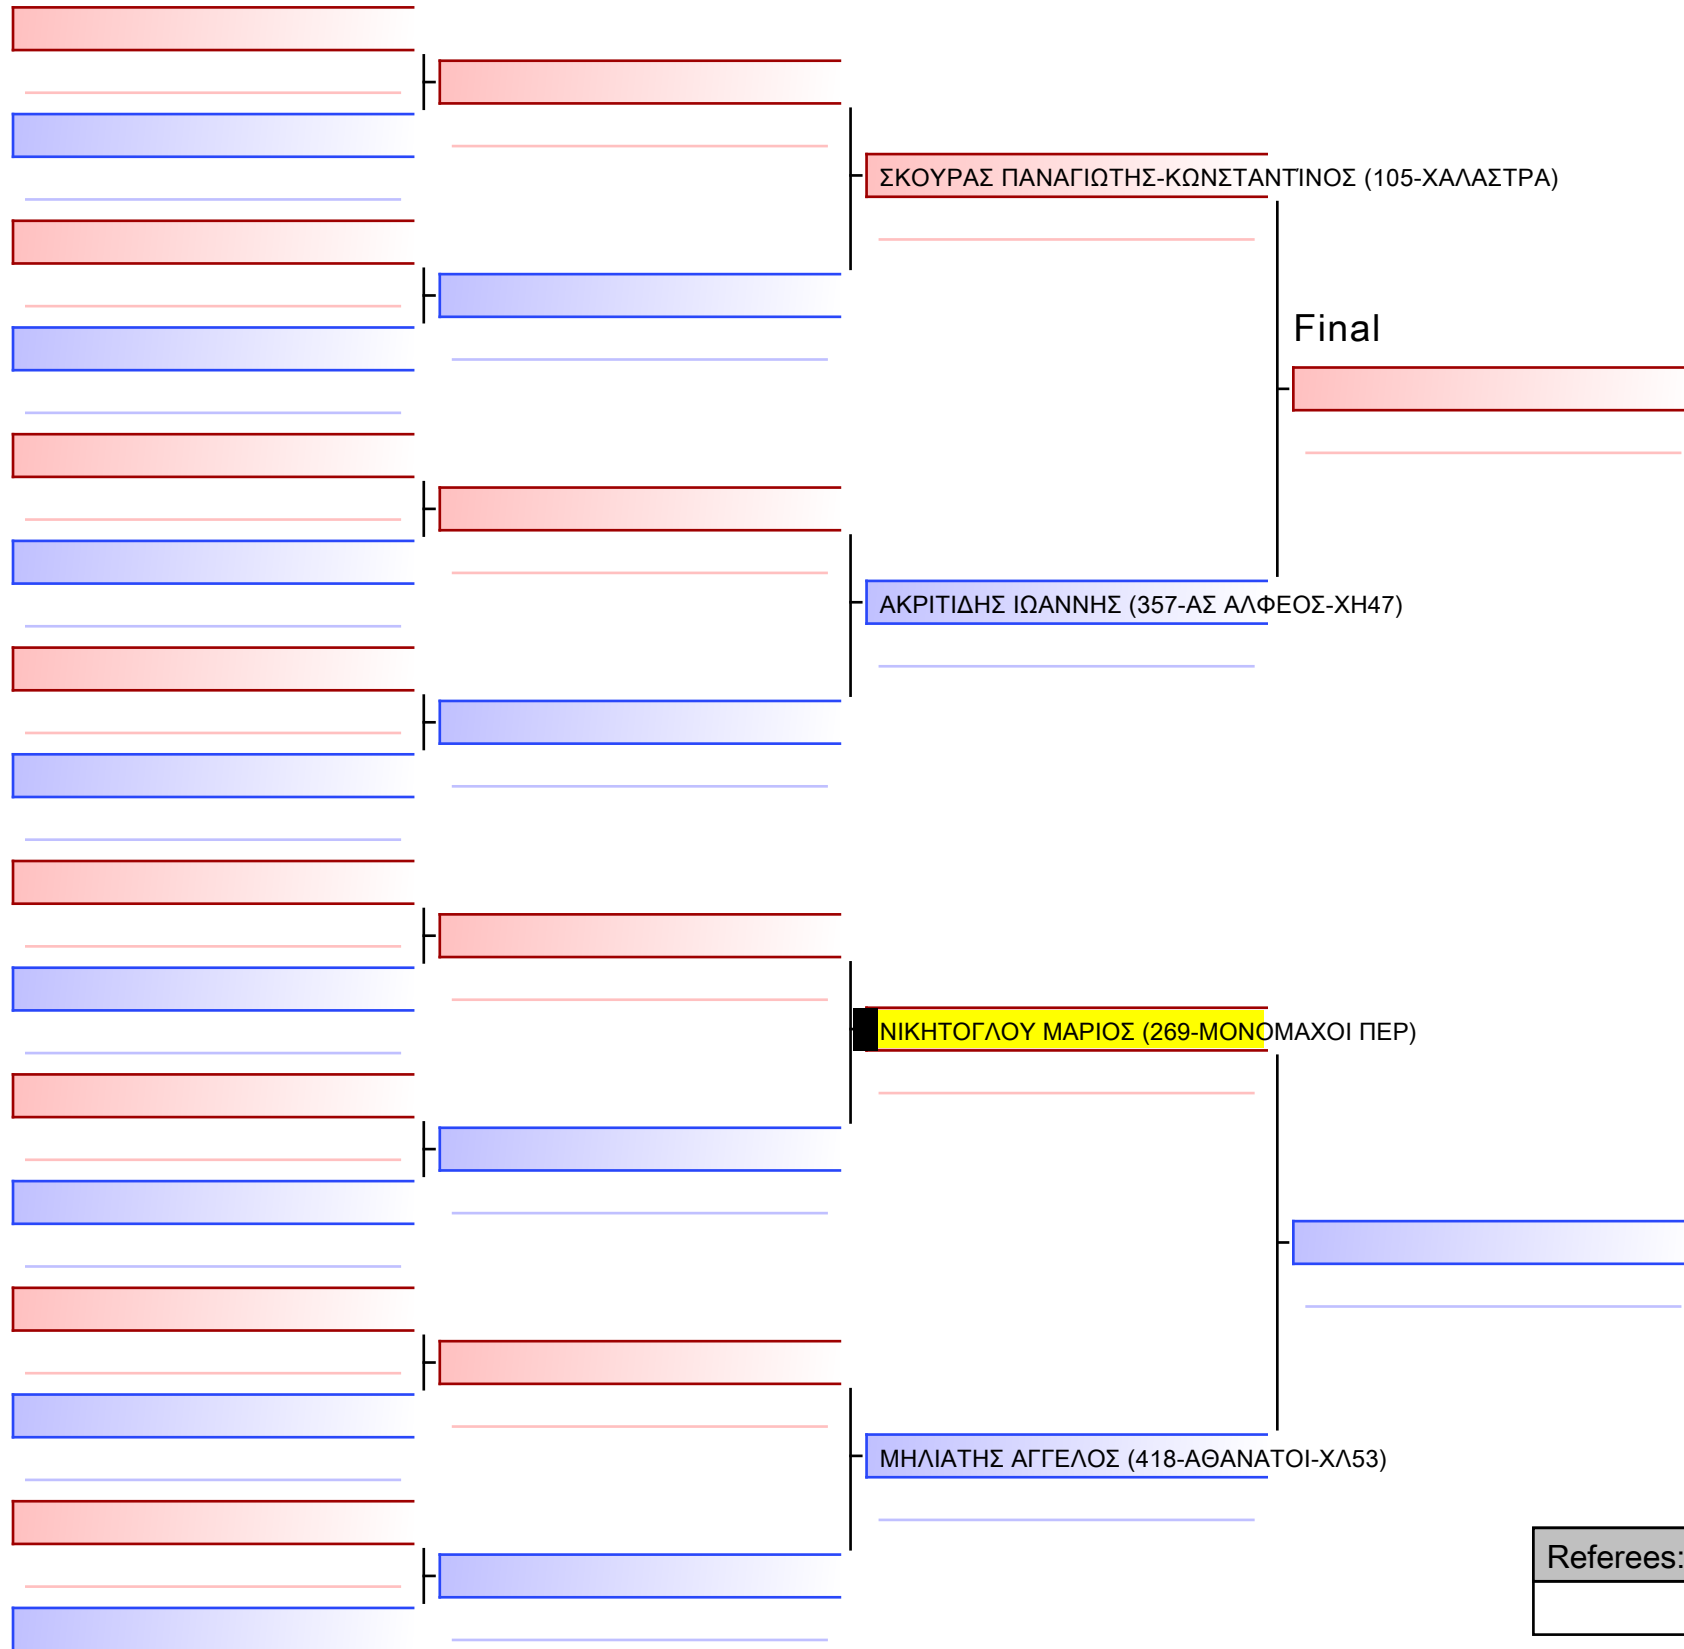 ΣΚΟΥΡΑΣ ΠΑΝΑΓΙΩΤΗΣ-ΚΩΝΣΤΑΝΤΊΝΟΣ (105-ΧΑΛΑΣΤΡΑ)
Final
ΑΚΡΙΤΙΔΗΣ ΙΩΑΝΝΗΣ (357-ΑΣ ΑΛΦΕΟΣ-ΧΗ47)
ΝΙΚΗΤΟΓΛΟΥ ΜΑΡΙΟΣ (269-ΜΟΝΟΜΑΧΟΙ ΠΕΡ)
ΜΗΛΙΑΤΗΣ ΑΓΓΕΛΟΣ (418-ΑΘΑΝΑΤΟΙ-ΧΛ53)
Referees: